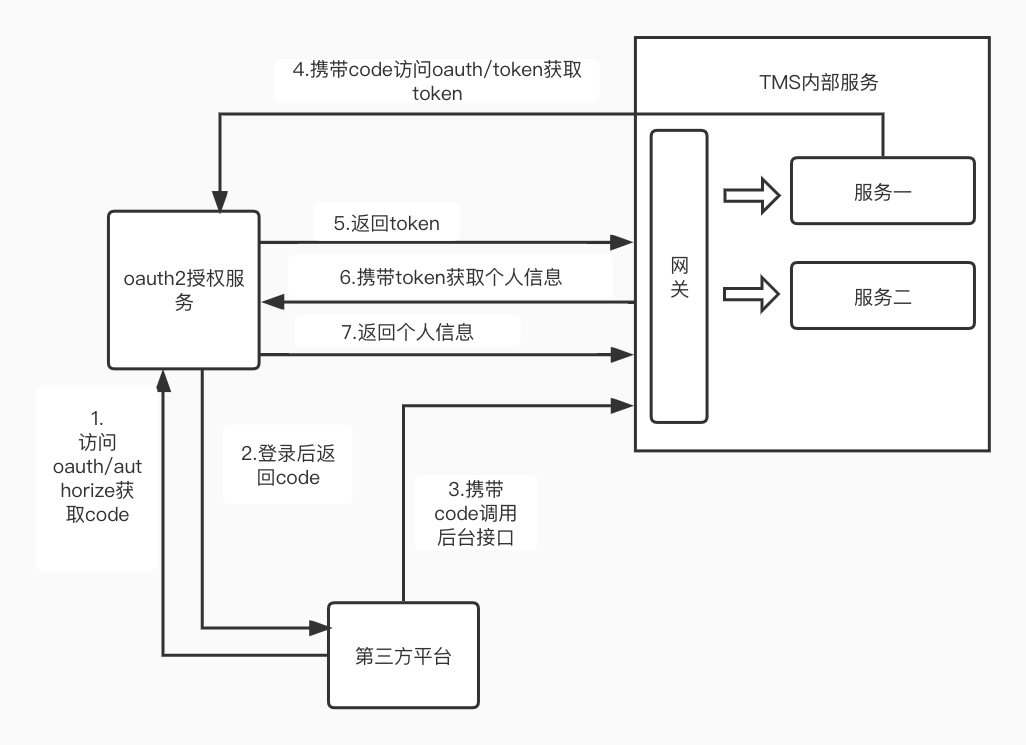 4.携带code访问oauth/token获取
token
TMS内部服务
服务一
5.返回token
网
关
oauth2授权服
务
6.携带token获取个人信息
服务二
7.返回个人信息
1.
访问
oauth/aut
horize获
取code
2.登录后返
回code
3.携带
code调用
后台接口
第三方平台